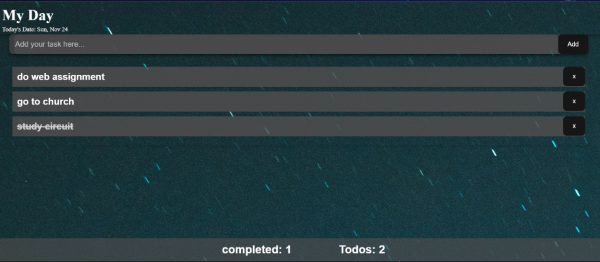 My Day
Today's Date: Sun, Nov 24
Add your task here... Add
do web assignment x
go to church x
study circuit x
completed: 1 Todos: 2